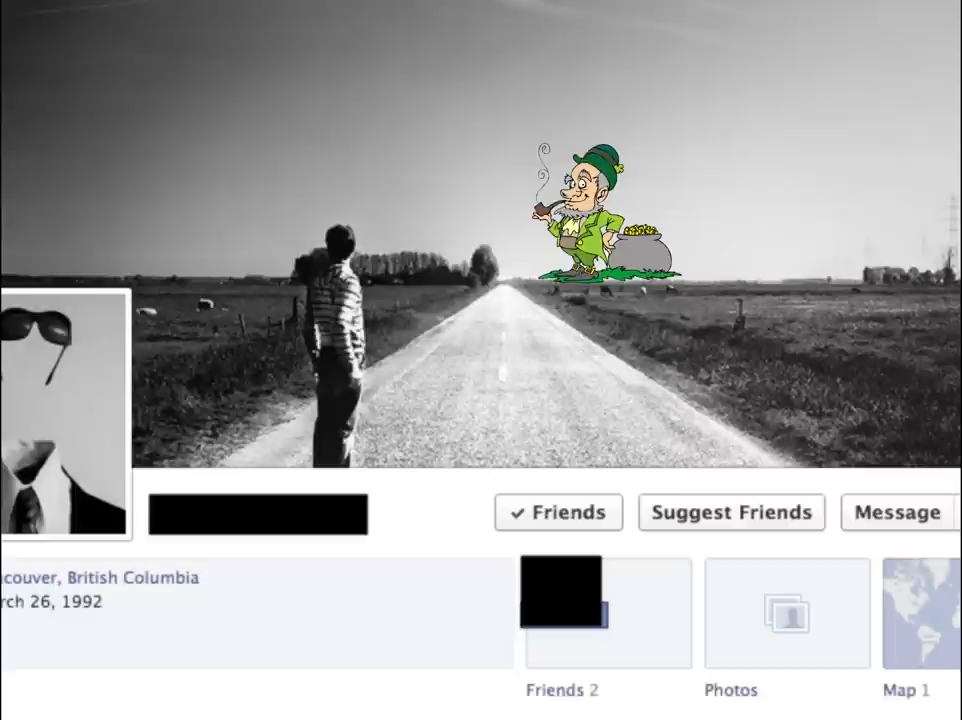 ✓ Friends
Suggest Friends
Message
couver, British Columbia
rch 26, 1992
Friends 2
Photos
Map 1